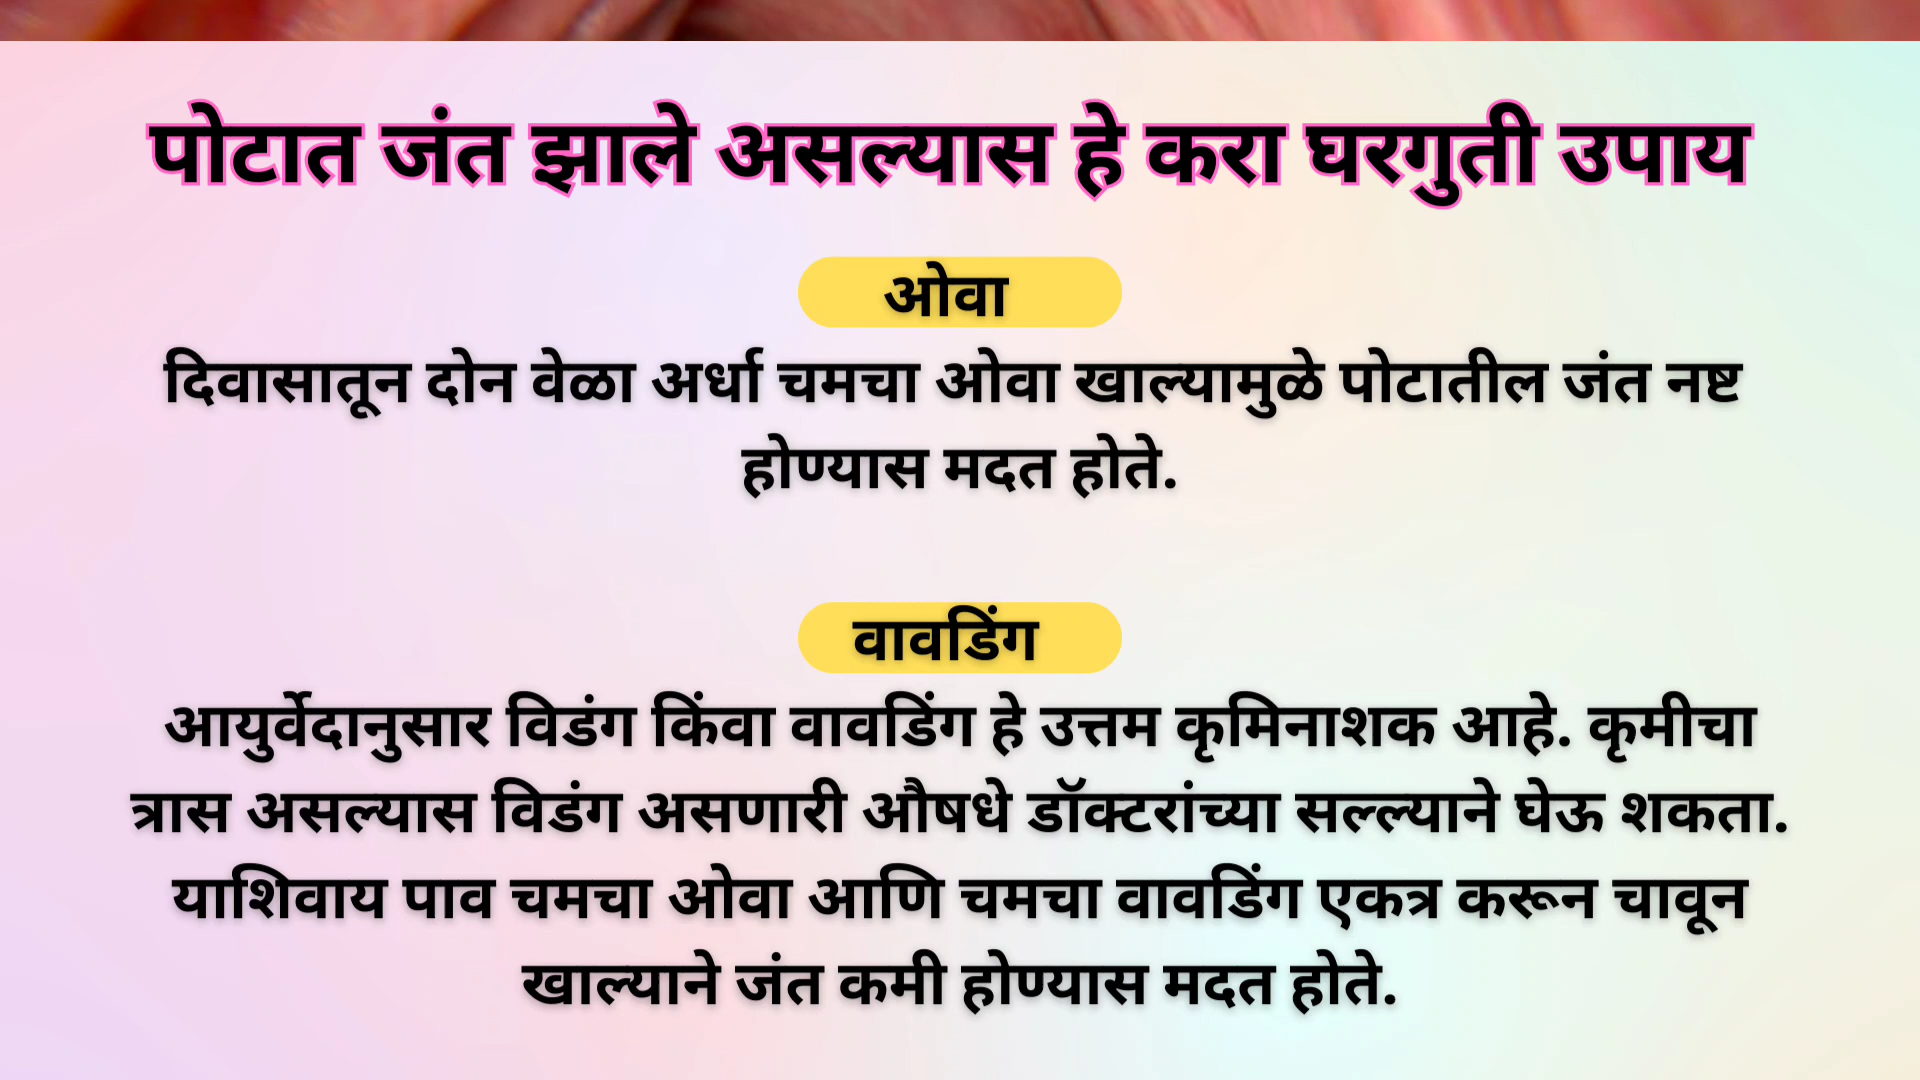 पोटात जंत झाले असल्यास हे करा घरगुती उपाय
ओवा
दिवासातून दोन वेळा अर्धा चमचा ओवा खाल्यामुळे पोटातील जंत नष्ट
होण्यास मदत होते.
वावडिंग
आयुर्वेदानुसार विडंग किंवा वावडिंग हे उत्तम कृमिनाशक आहे. कृमीचा
त्रास असल्यास विडंग असणारी औषधे डॉक्टरांच्या सल्ल्याने घेऊ शकता.
याशिवाय पाव चमचा ओवा आणि चमचा वावडिंग एकत्र करून चावून
खाल्याने जंत कमी होण्यास मदत होते.